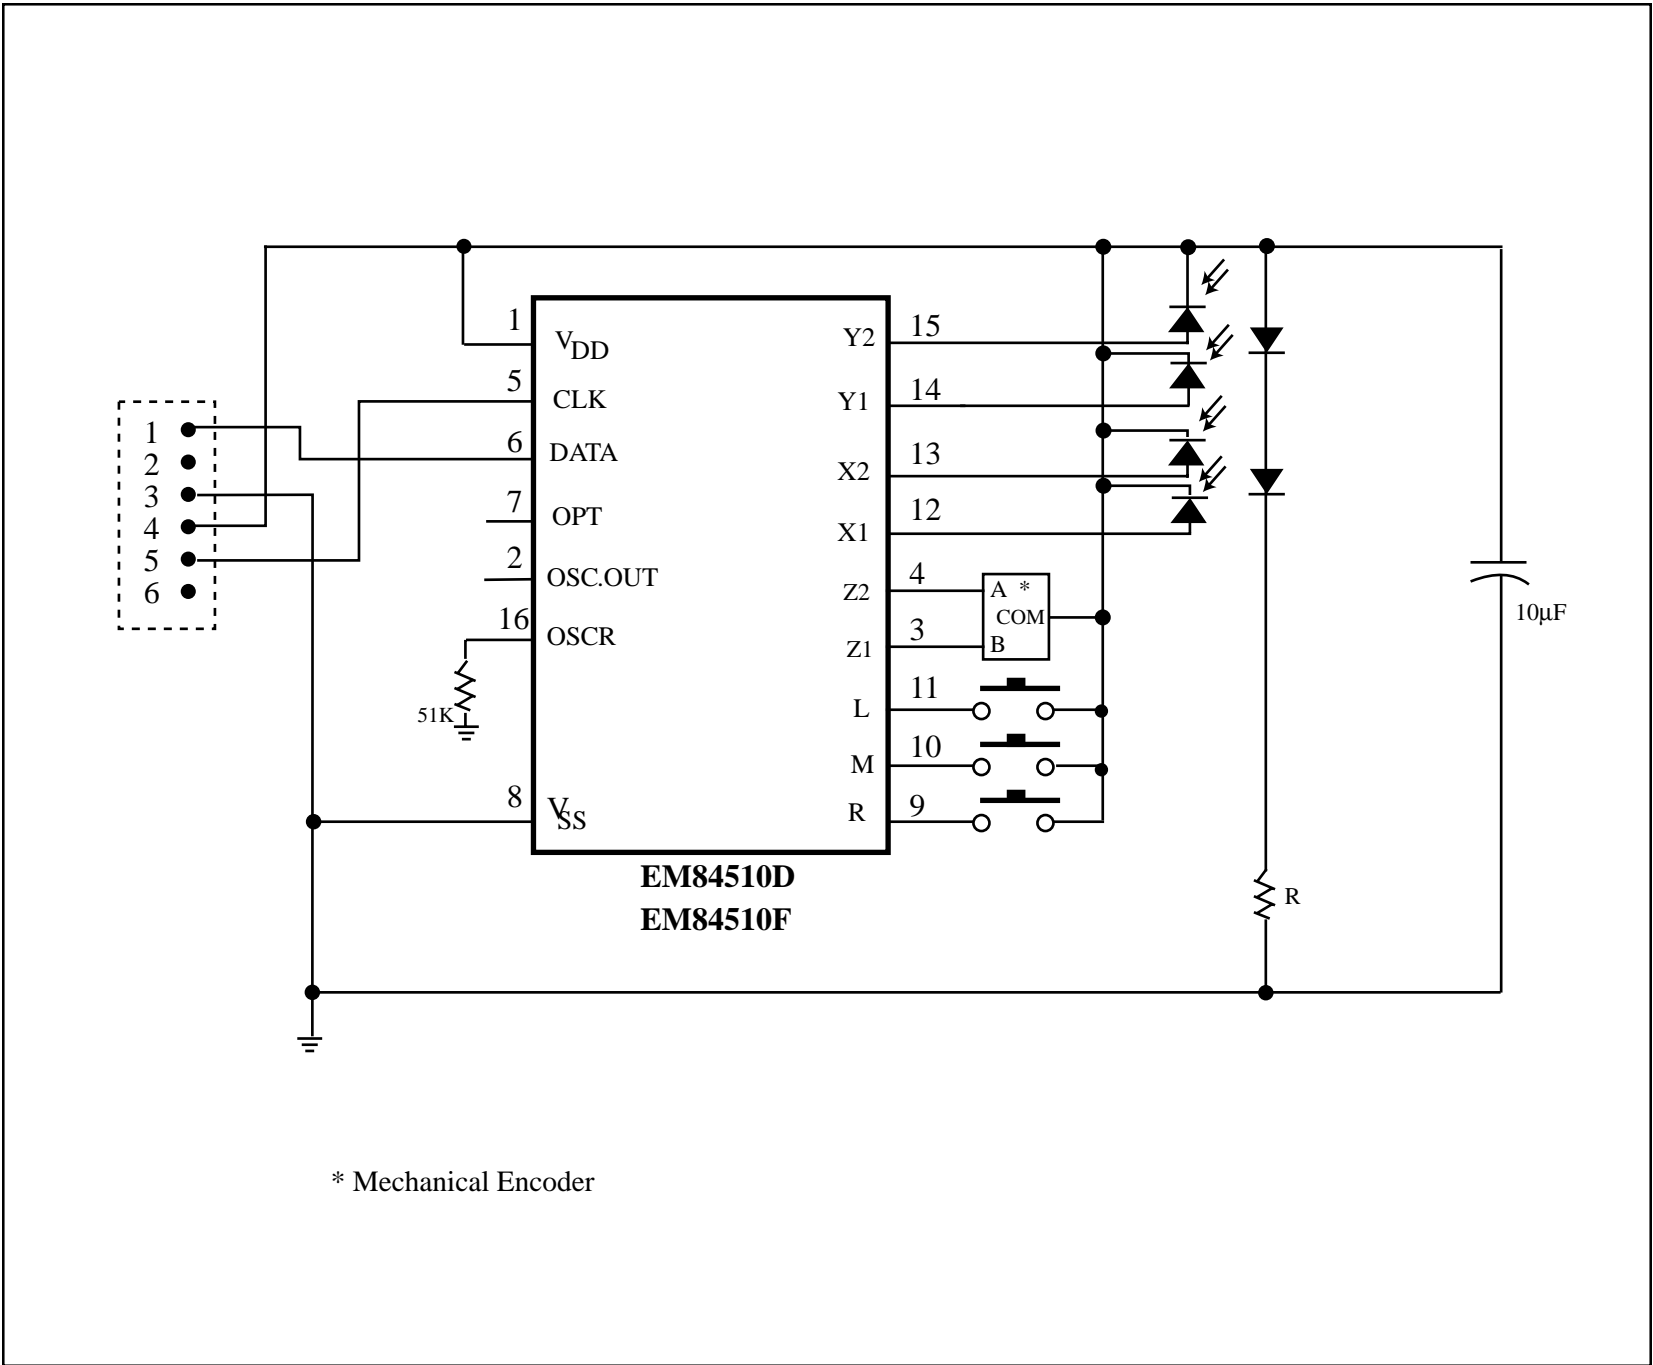 1
2
3
4
5
6
1
VDD
5
CLK
6
DATA
7
OPT
2
OSC.OUT
16
OSCR
51K
8
VSS
Y2
15
Y1
14
X2
13
X1
12
Z2
4
Z1
3
A *
COM
B
L
11
M
10
R
9
R
10µF
EM84510D
EM84510F
* Mechanical Encoder